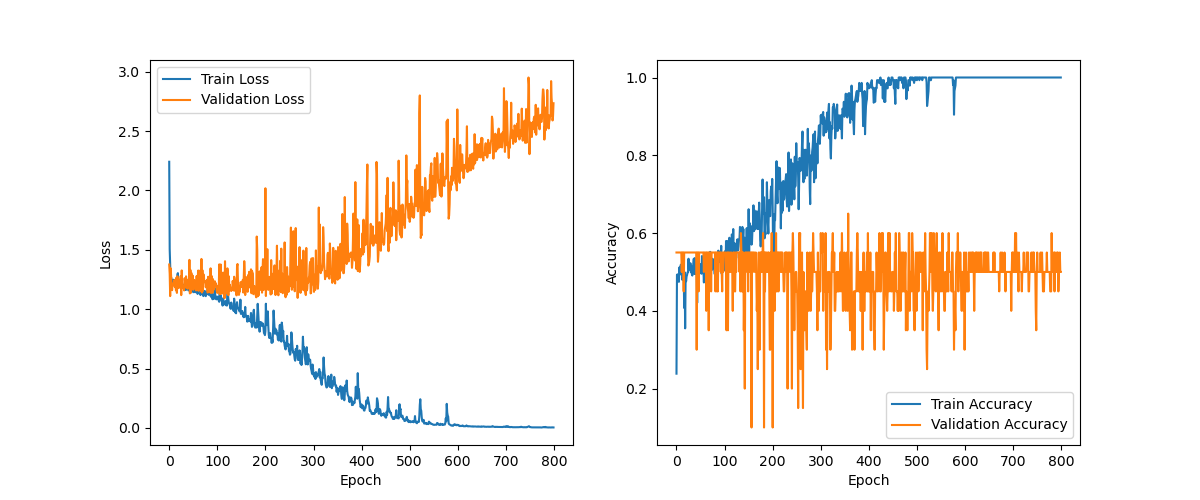 Train Loss
Validation Loss
3.0
2.5
2.0
1.5
1.0
0.5
0.0
Loss
0 100 200 300 400 500 600 700 800
Epoch
1.0
0.8
0.6
0.4
0.2
Accuracy
Train Accuracy
Validation Accuracy
0 100 200 300 400 500 600 700 800
Epoch